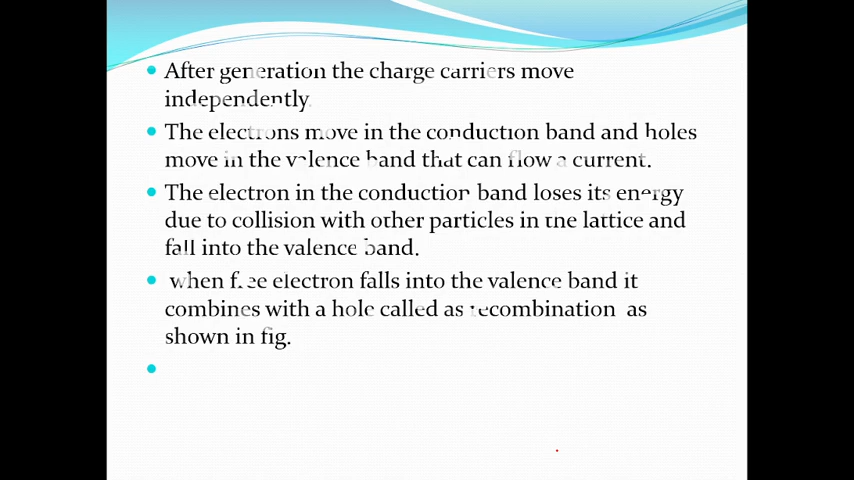 After generation the charge carriers move
independently.
The electrons move in the conduction band and holes
move in the valence band that can flow a current.
The electron in the conduction band loses its energy
due to collision with other particles in the lattice and
fall into the valence band.
when free electron falls into the valence band it
combines with a hole called as recombination as
shown in fig.